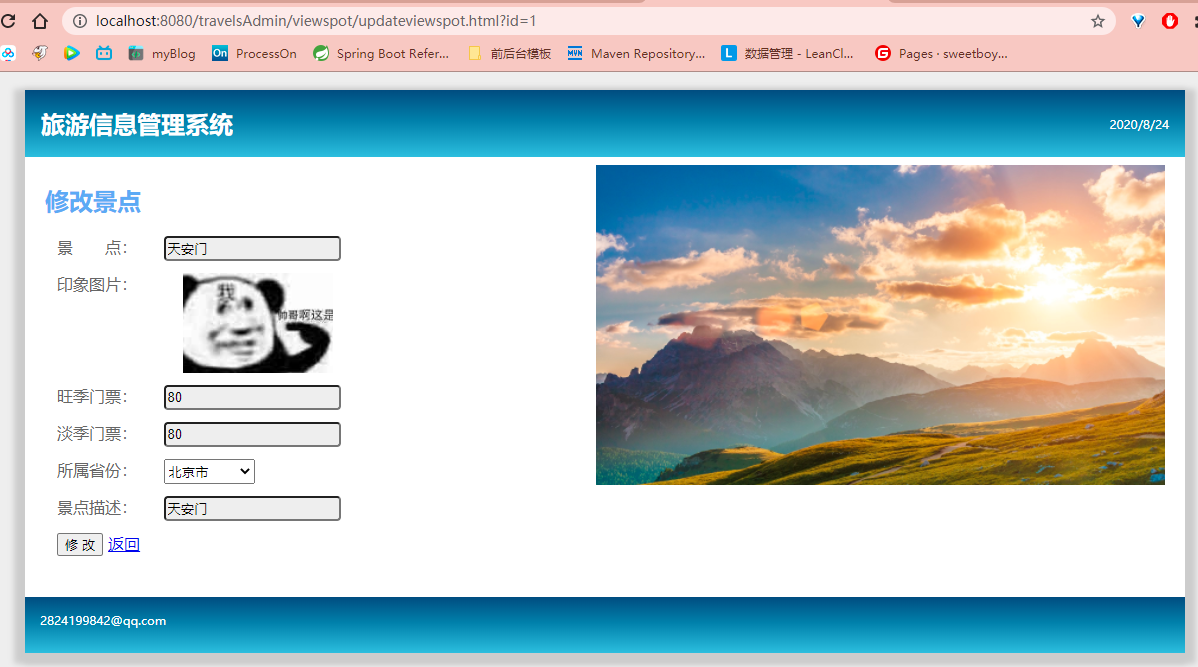 localhost:8080/travelsAdmin/viewspot/updateviewspot.html?id=1
myBlog On ProcessOn Spring Boot Refer... 前后台模板 MVN Maven Repository... L 数据管理 - LeanCl... G Pages · sweetboy...
旅游信息管理系统 2020/8/24
修改景点
景 点: 天安门
印象图片:
我
帅哥啊这是
旺季门票: 80
淡季门票: 80
所属省份: 北京市
景点描述: 天安门
修 改 返回
2824199842@qq.com